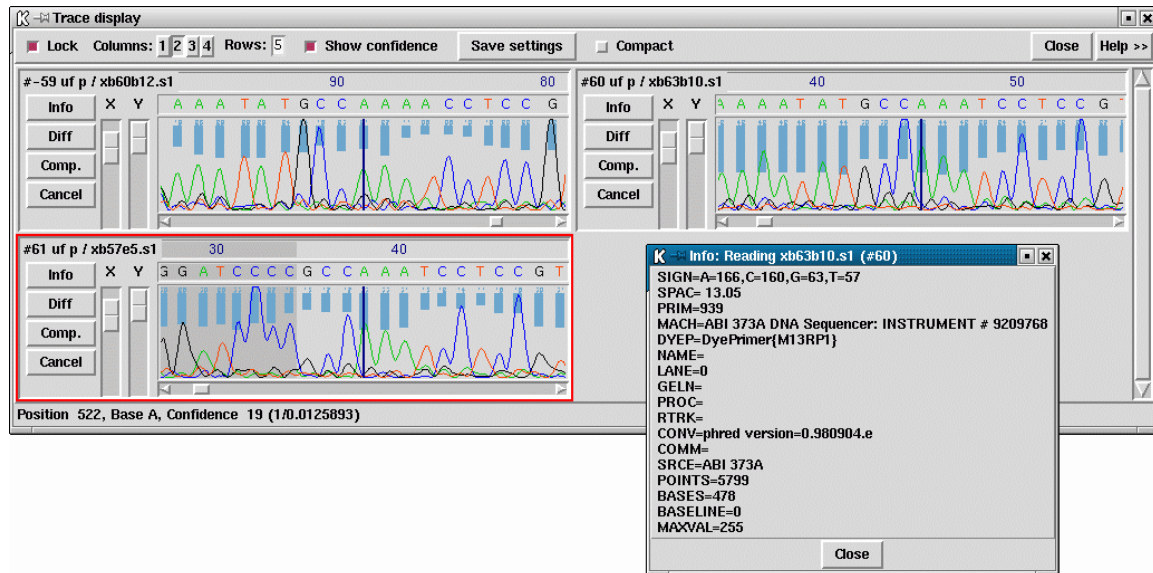 Trace display
Lock Columns: 1 2 3 4 Rows: 5 Show confidence Save settings Compact Close Help >>
#-59 uf p / xb60b12.s1 90 80
Info X Y A A A T A T G C C A A A A C C T C C G
Diff
Comp.
Cancel
#60 uf p / xb63b10.s1 40 50
Info X Y A A A A T A T G C C A A A T C C T C C G T
Diff
Comp.
Cancel
#61 uf p / xb57e5.s1 30 40
Info X Y G G A T C C C C G C C A A A T C C T C C G T
Diff
Comp.
Cancel
Position 522, Base A, Confidence 19 (1/0.0125893)
Info: Reading xb63b10.s1 (#60)
SIGN=A=166,C=160,G=63,T=57
SPAC= 13.05
PRIM=939
MACH=ABI 373A DNA Sequencer: INSTRUMENT # 9209768
DYEP=DyePrimer{M13RP1}
NAME=
LANE=0
GELN=
PROC=
RTRK=
CONV=phred version=0.980904.e
COMM=
SRCE=ABI 373A
POINTS=5799
BASES=478
BASELINE=0
MAXVAL=255
Close